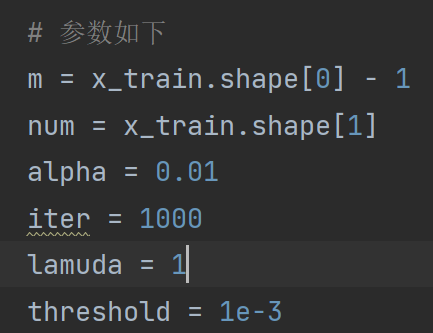 # 参数如下
m = x_train.shape[0] - 1
num = x_train.shape[1]
alpha = 0.01
iter = 1000
lamuda = 1
threshold = 1e-3